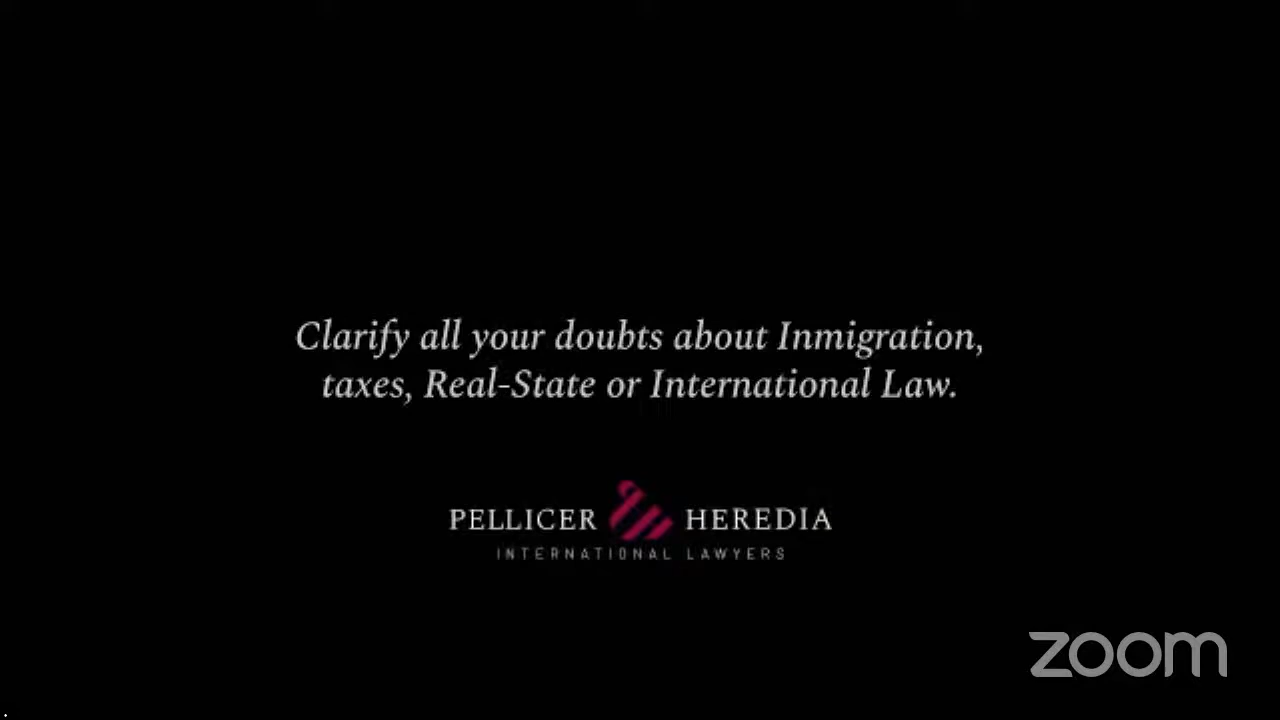 Clarify all your doubts about Inmigration,
taxes, Real-State or International Law.
PELLICER HEREDIA
INTERNATIONAL LAWYERS
zoom